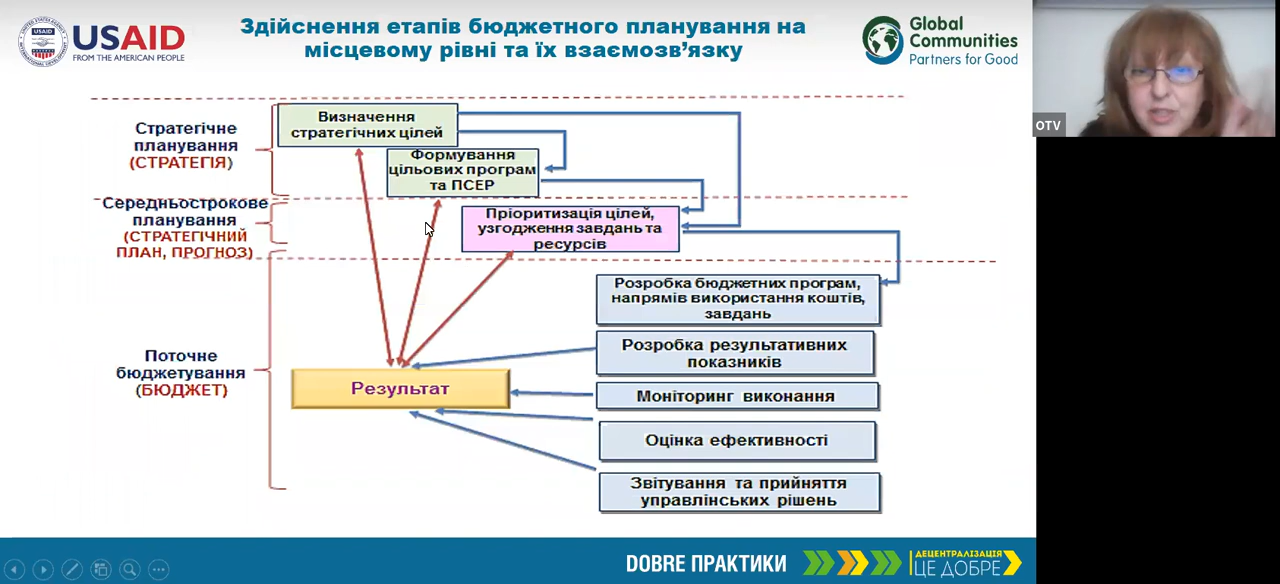 USAID
FROM THE AMERICAN PEOPLE
Здійснення етапів бюджетного планування на
місцевому рівні та їх взаємозв’язку
Global
Communities
Partners for Good
OTV
Стратегічне
планування
(СТРАТЕГІЯ)
Визначення
стратегічних цілей
Формування
цільових програм
та ПСЕР
Середньострокове
планування
(СТРАТЕГІЧНИЙ
ПЛАН, ПРОГНОЗ)
Пріоритизація цілей,
узгодження завдань та
ресурсів
Поточне
бюджетування
(БЮДЖЕТ)
Результат
Розробка бюджетних програм,
напрямів використання коштів,
завдань
Розробка результативних
показників
Моніторинг виконання
Оцінка ефективності
Звітування та прийняття
управлінських рішень
DOBRE ПРАКТИКИ
ДЕЦЕНТРАЛІЗАЦІЯ
ЦЕ ДОБРЕ